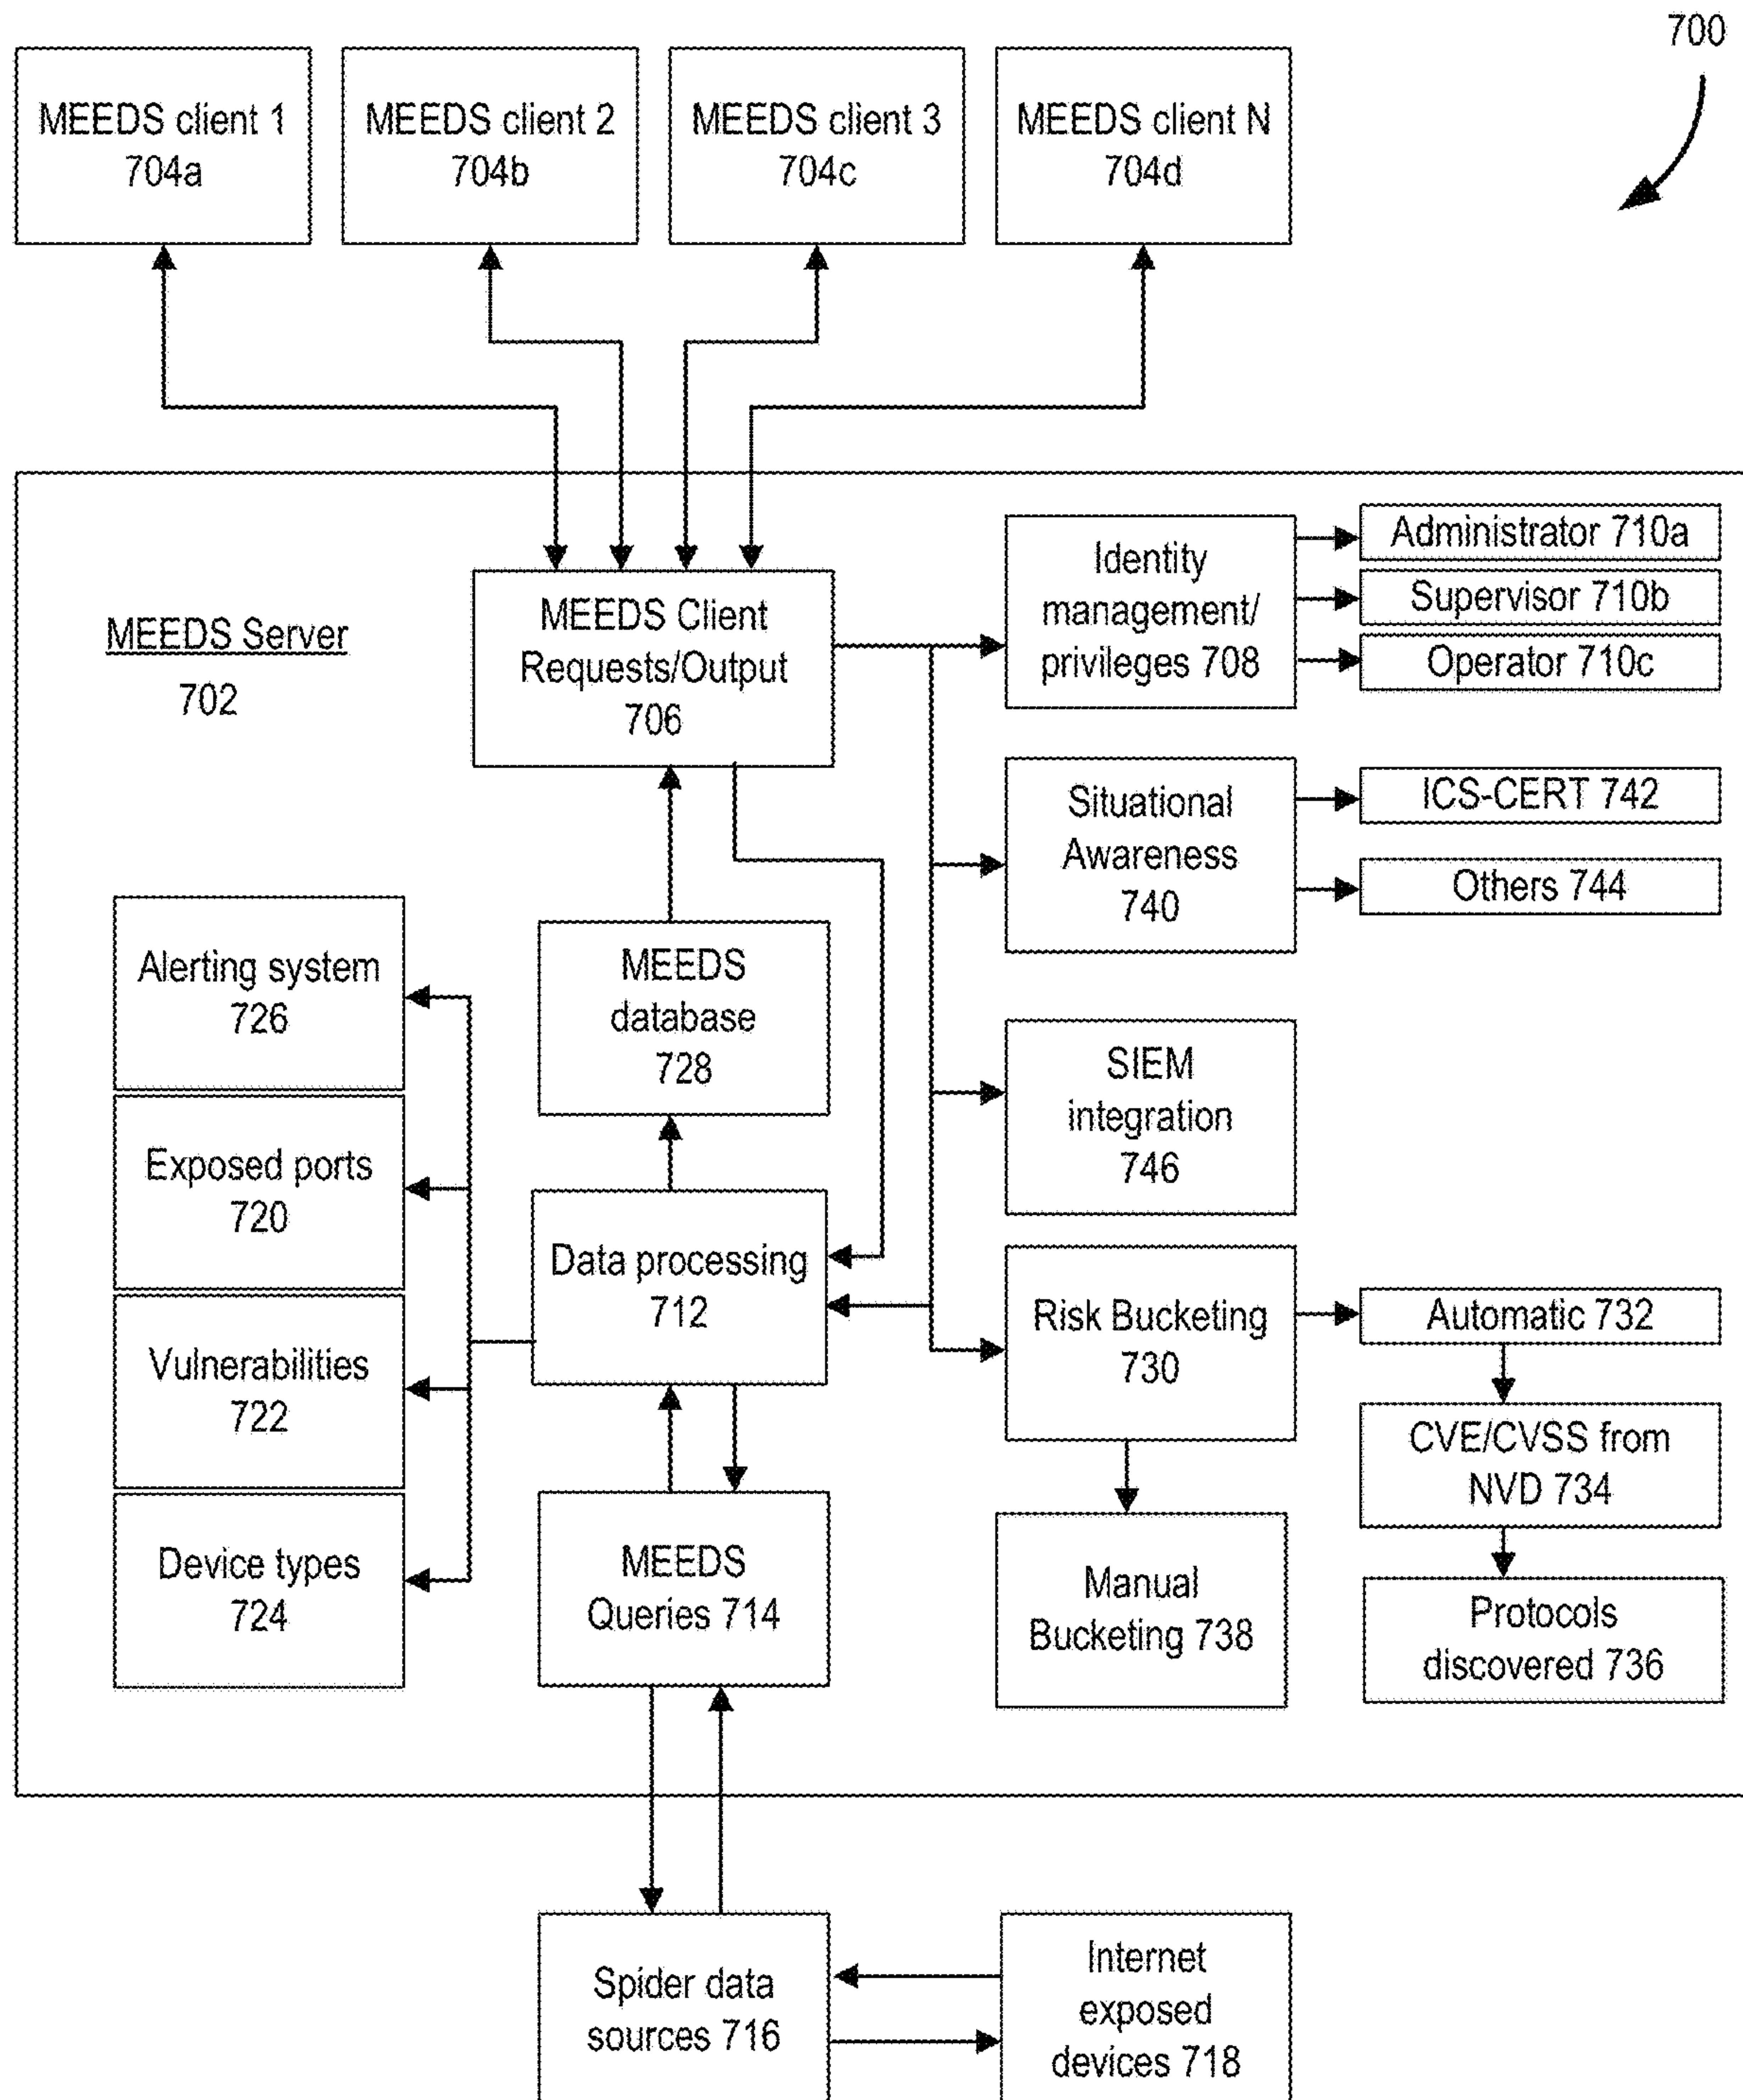 700
MEEDS client 1
704a
MEEDS client 2
704b
MEEDS client 3
704c
MEEDS client N
704d
MEEDS Server
702
MEEDS Client
Requests/Output
706
Identity
management/
privileges 708
Administrator 710a
Supervisor 710b
Operator 710c
Situational
Awareness
740
ICS-CERT 742
Others 744
Alerting system
726
MEEDS
database
728
SIEM
integration
746
Exposed ports
720
Data processing
712
Risk Bucketing
730
Automatic 732
Vulnerabilities
722
CVE/CVSS from
NVD 734
Device types
724
MEEDS
Queries 714
Manual
Bucketing 738
Protocols
discovered 736
Spider data
sources 716
Internet
exposed
devices 718